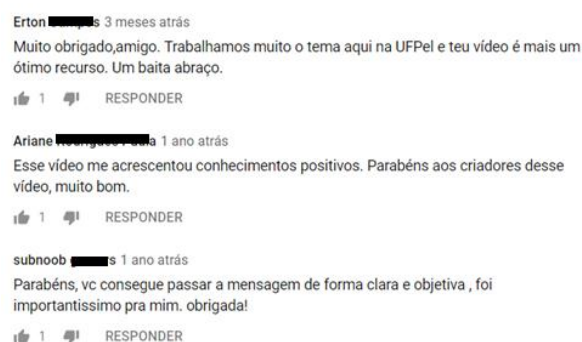 Erton 3 meses atrás
Muito obrigado,amigo. Trabalhamos muito o tema aqui na UFPel e teu vídeo é mais um
ótimo recurso. Um baita abraço.
1 RESPONDER
Ariane 1 ano atrás
Esse vídeo me acrescentou conhecimentos positivos. Parabéns aos criadores desse
vídeo, muito bom.
1 RESPONDER
subnoob 1 ano atrás
Parabéns, vc consegue passar a mensagem de forma clara e objetiva , foi
importantissimo pra mim. obrigada!
1 RESPONDER